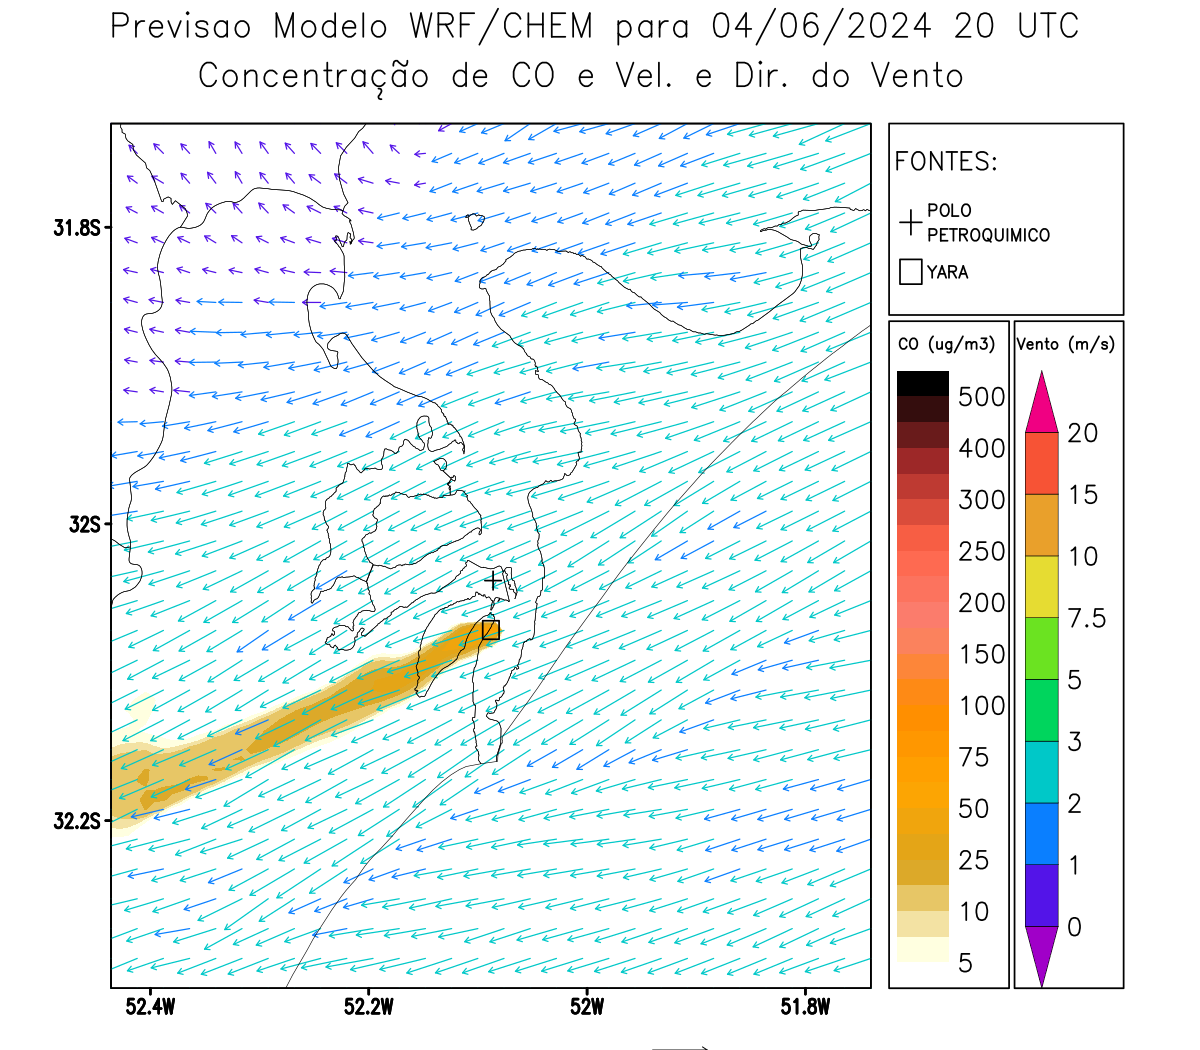 Previsao Modelo WRF/CHEM para 04/06/2024 20 UTC
Concentração de CO e Vel. e Dir. do Vento
FONTES:
POLO
PETROQUIMICO
YARA
CO (ug/m3)
500
400
300
250
200
150
100
75
50
25
10
5
Vento (m/s)
20
15
10
7.5
5
3
2
1
0
31.8S
32S
32.2S
52.4W
52.2W
52W
51.8W